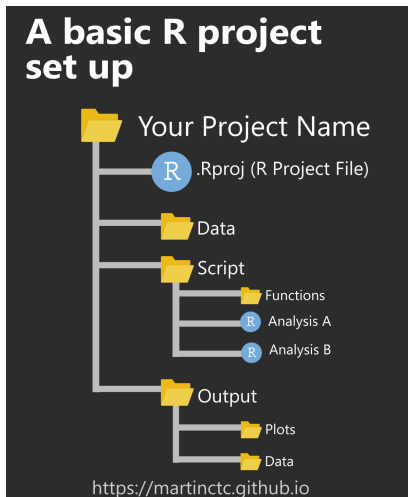 A basic R project
set up
Your Project Name
R
.Rproj (R Project File)
Data
Script
Functions
R
Analysis A
R
Analysis B
Output
Plots
Data
https://martinctc.github.io